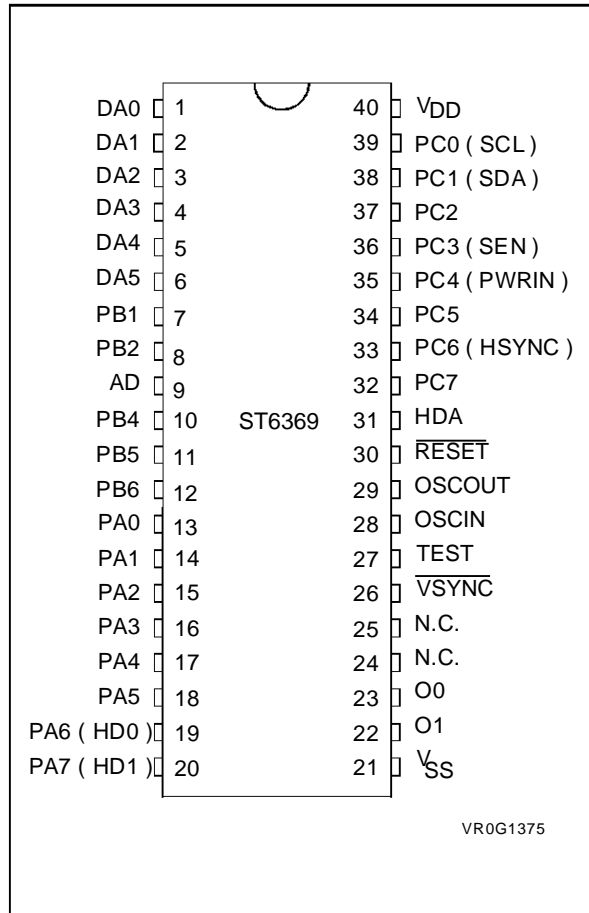 DA0 1 40 VDD
DA1 2 39 PC0 ( SCL )
DA2 3 38 PC1 ( SDA )
DA3 4 37 PC2
DA4 5 36 PC3 ( SEN )
DA5 6 35 PC4 ( PWRIN )
PB1 7 34 PC5
PB2 8 33 PC6 ( HSYNC )
AD 9 32 PC7
PB4 10 ST6369 31 HDA
PB5 11 30 RESET
PB6 12 29 OSCOUT
PA0 13 28 OSCIN
PA1 14 27 TEST
PA2 15 26 VSYNC
PA3 16 25 N.C.
PA4 17 24 N.C.
PA5 18 23 O0
PA6 ( HD0 ) 19 22 O1
PA7 ( HD1 ) 20 21 VSS
VR0G1375